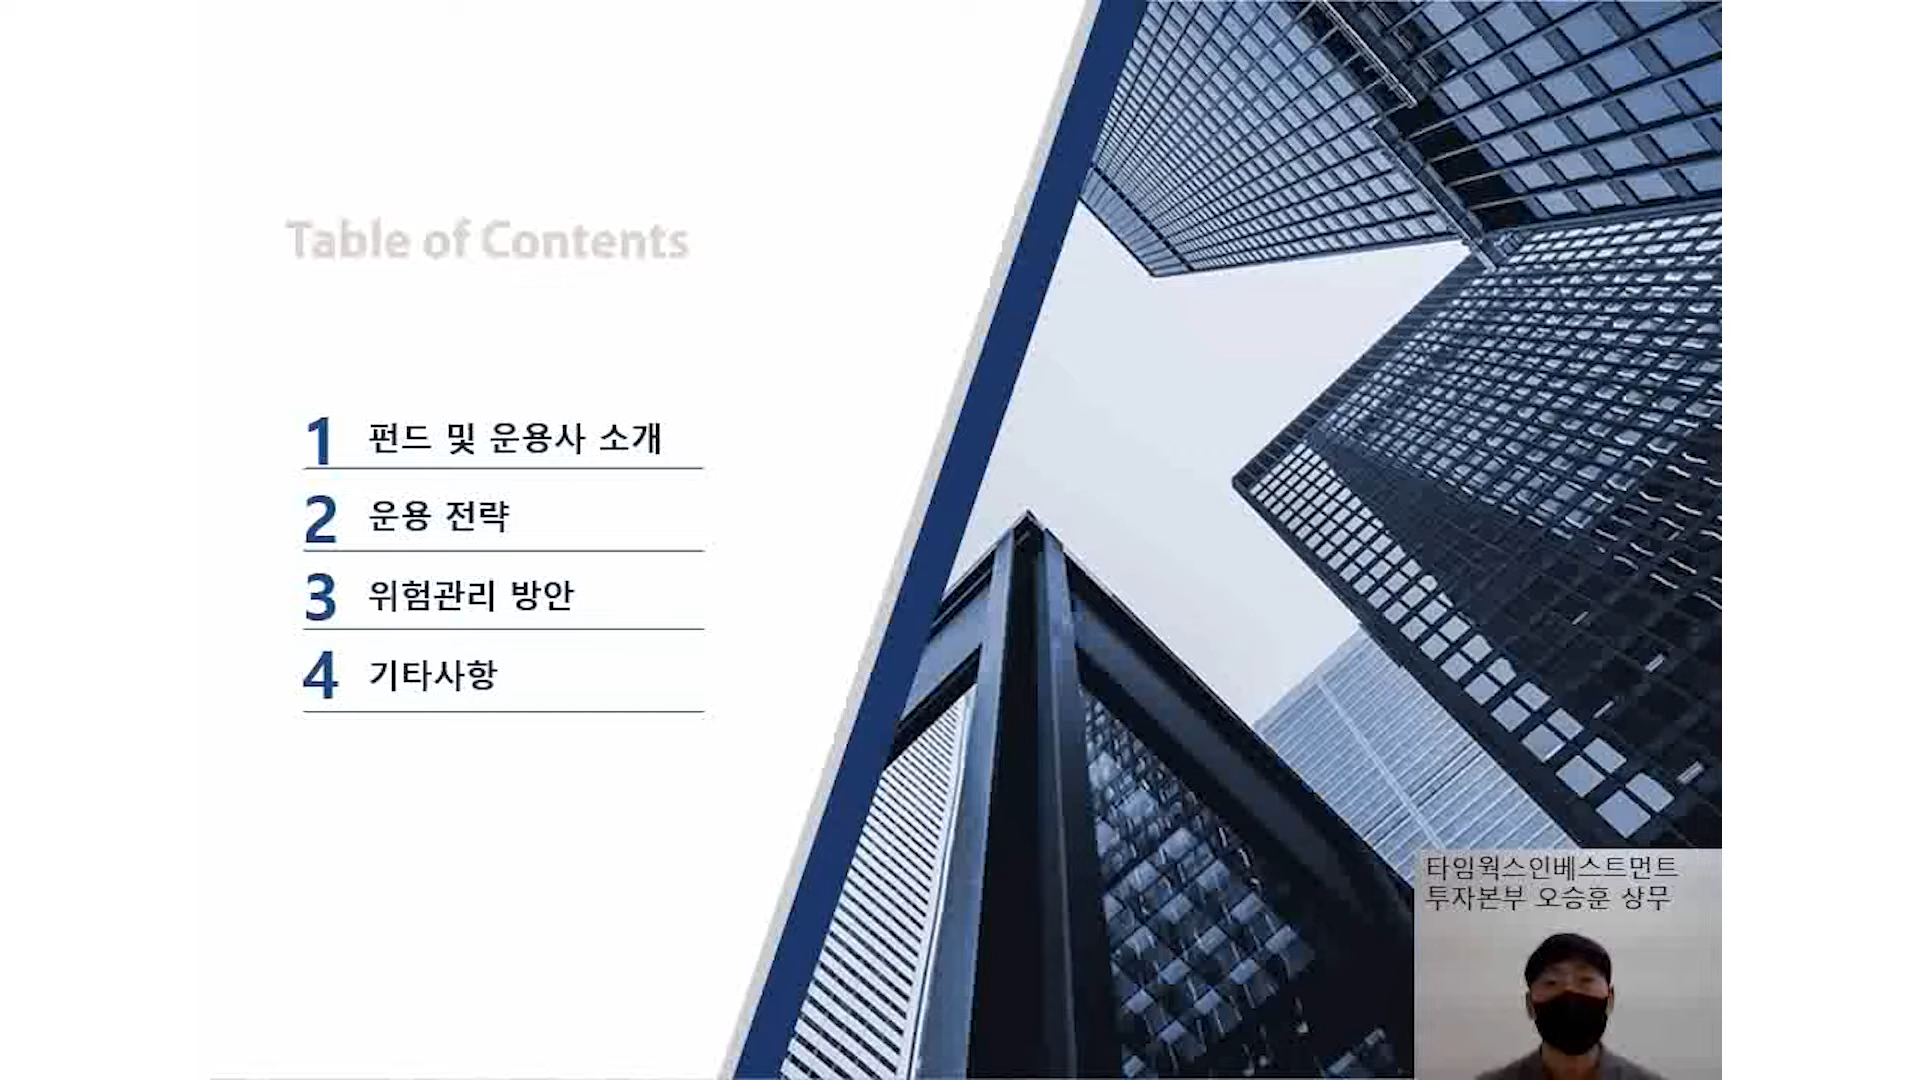 Table of Contents
1 펀드 및 운용사 소개
2 운용 전략
3 위험관리 방안
4 기타사항
타임웍스인베스트먼트
투자본부 오승훈 상무